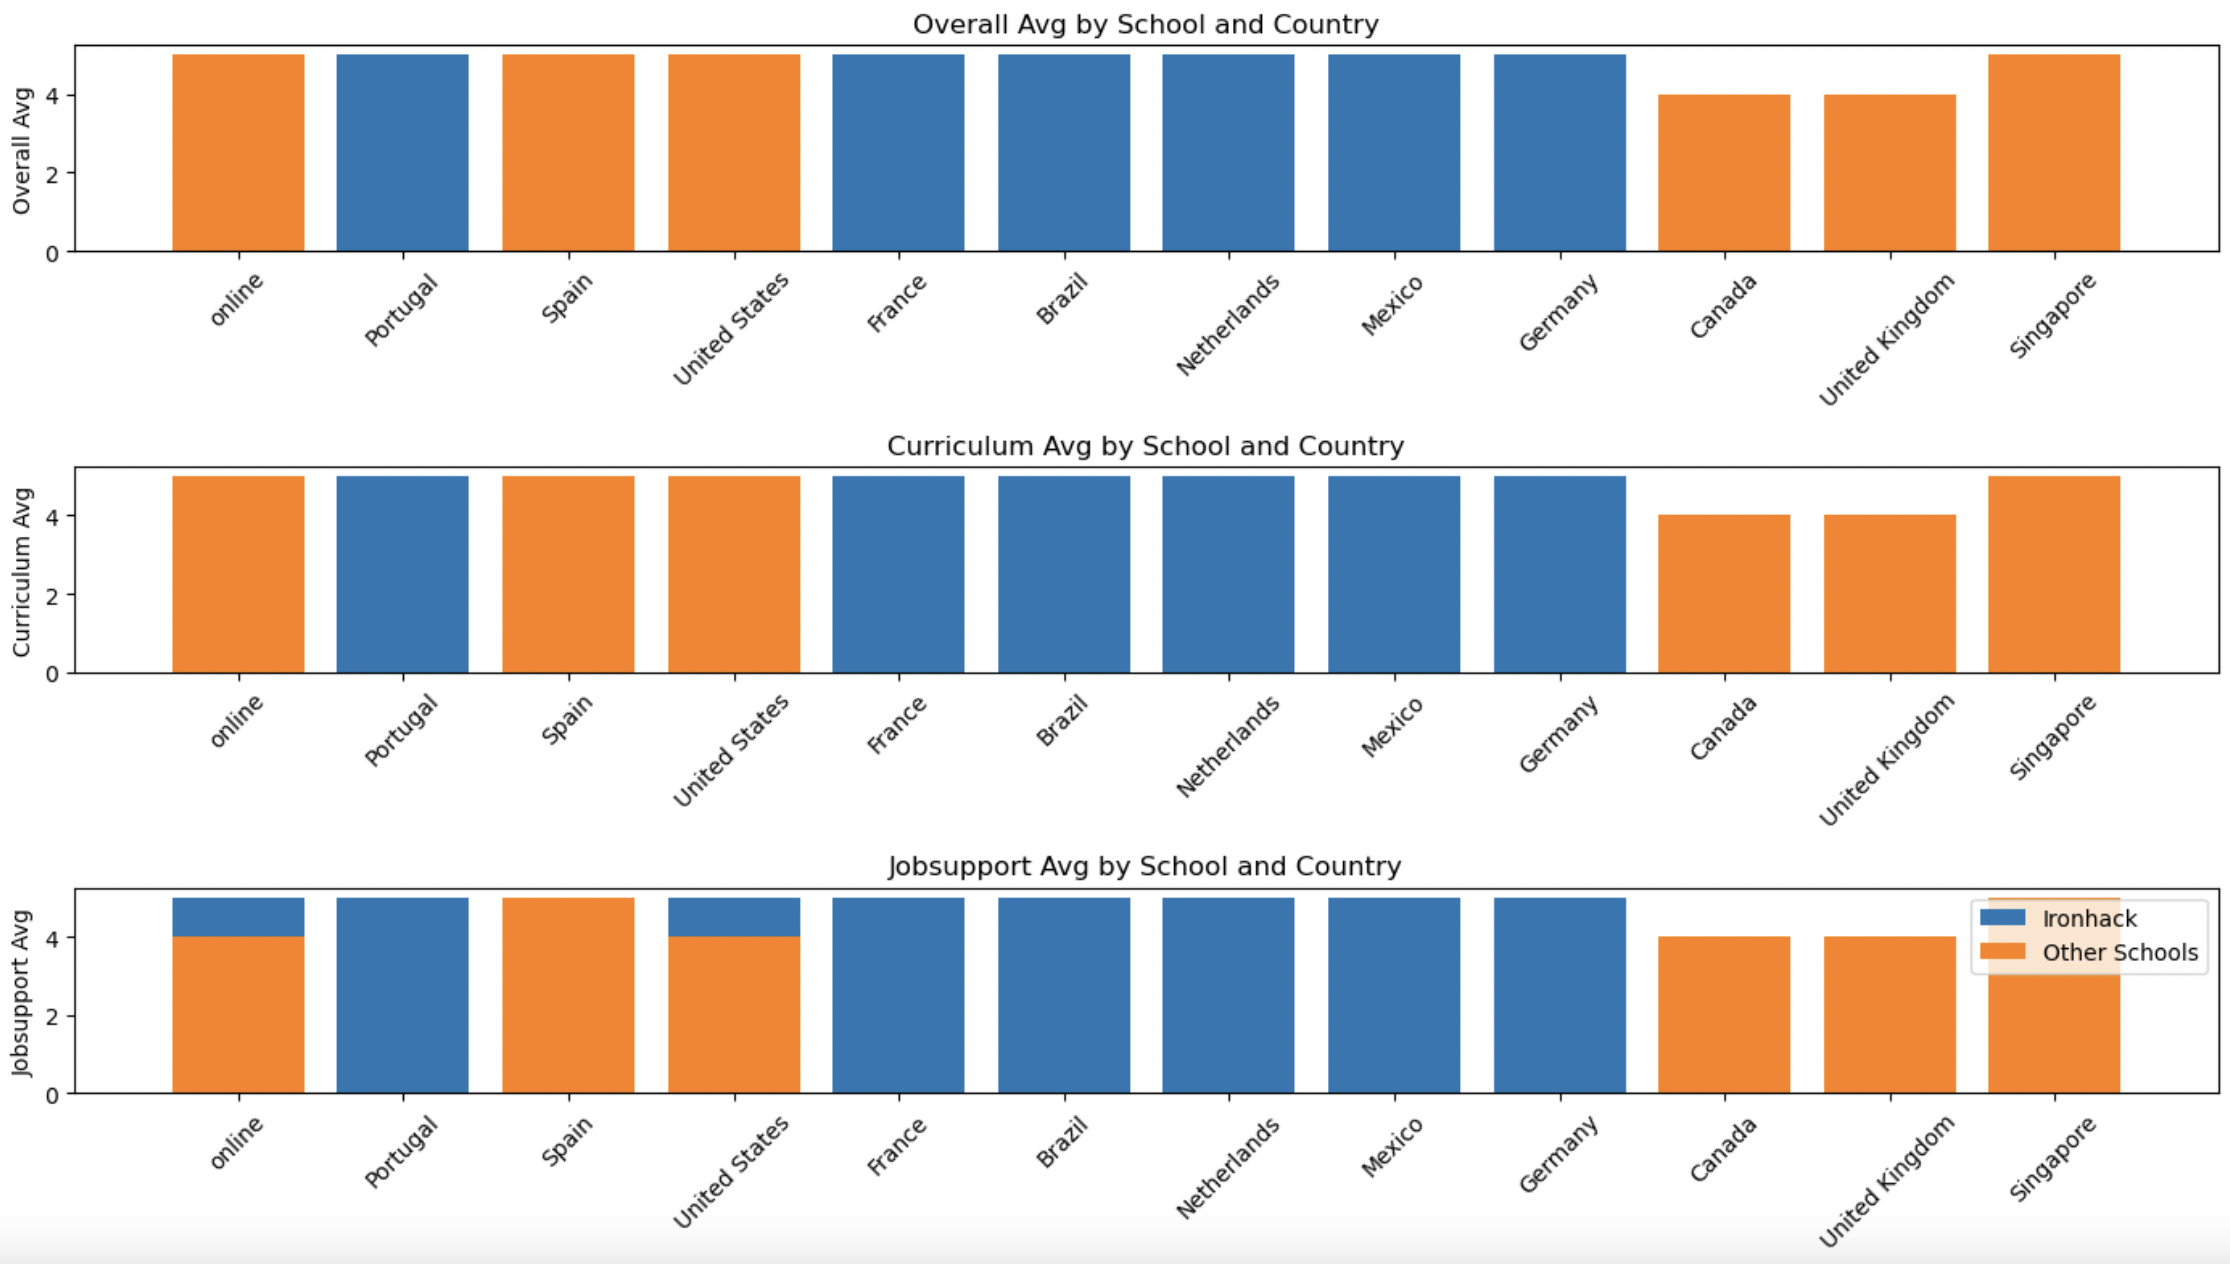 Overall Avg by School and Country
Overall Avg
4
2
0
online
Portugal
Spain
United States
France
Brazil
Netherlands
Mexico
Germany
Canada
United Kingdom
Singapore
Curriculum Avg by School and Country
Curriculum Avg
4
2
0
online
Portugal
Spain
United States
France
Brazil
Netherlands
Mexico
Germany
Canada
United Kingdom
Singapore
Jobsupport Avg by School and Country
Jobsupport Avg
4
2
0
Ironhack
Other Schools
online
Portugal
Spain
United States
France
Brazil
Netherlands
Mexico
Germany
Canada
United Kingdom
Singapore